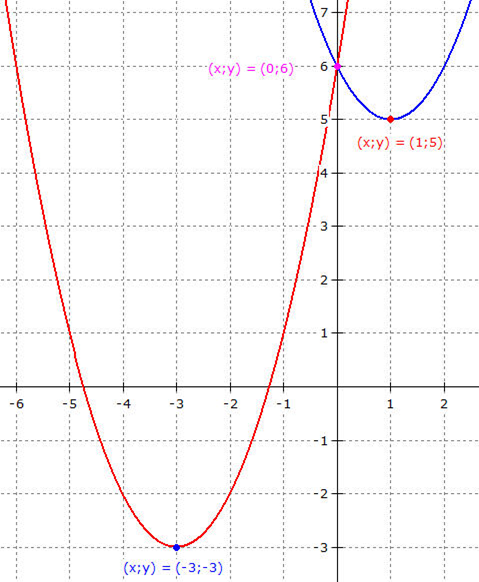 7
(x;y) = (0;6) 6
5
(x;y) = (1;5)
4
3
2
1
-6 -5 -4 -3 -2 -1 1 2
-1
-2
-3
(x;y) = (-3;-3)